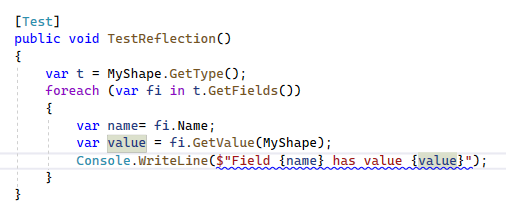 [Test]
public void TestReflection()
{
    var t = MyShape.GetType();
    foreach (var fi in t.GetFields())
    {
        var name= fi.Name;
        var value = fi.GetValue(MyShape);
        Console.WriteLine($"Field {name} has value {value}");
    }
}